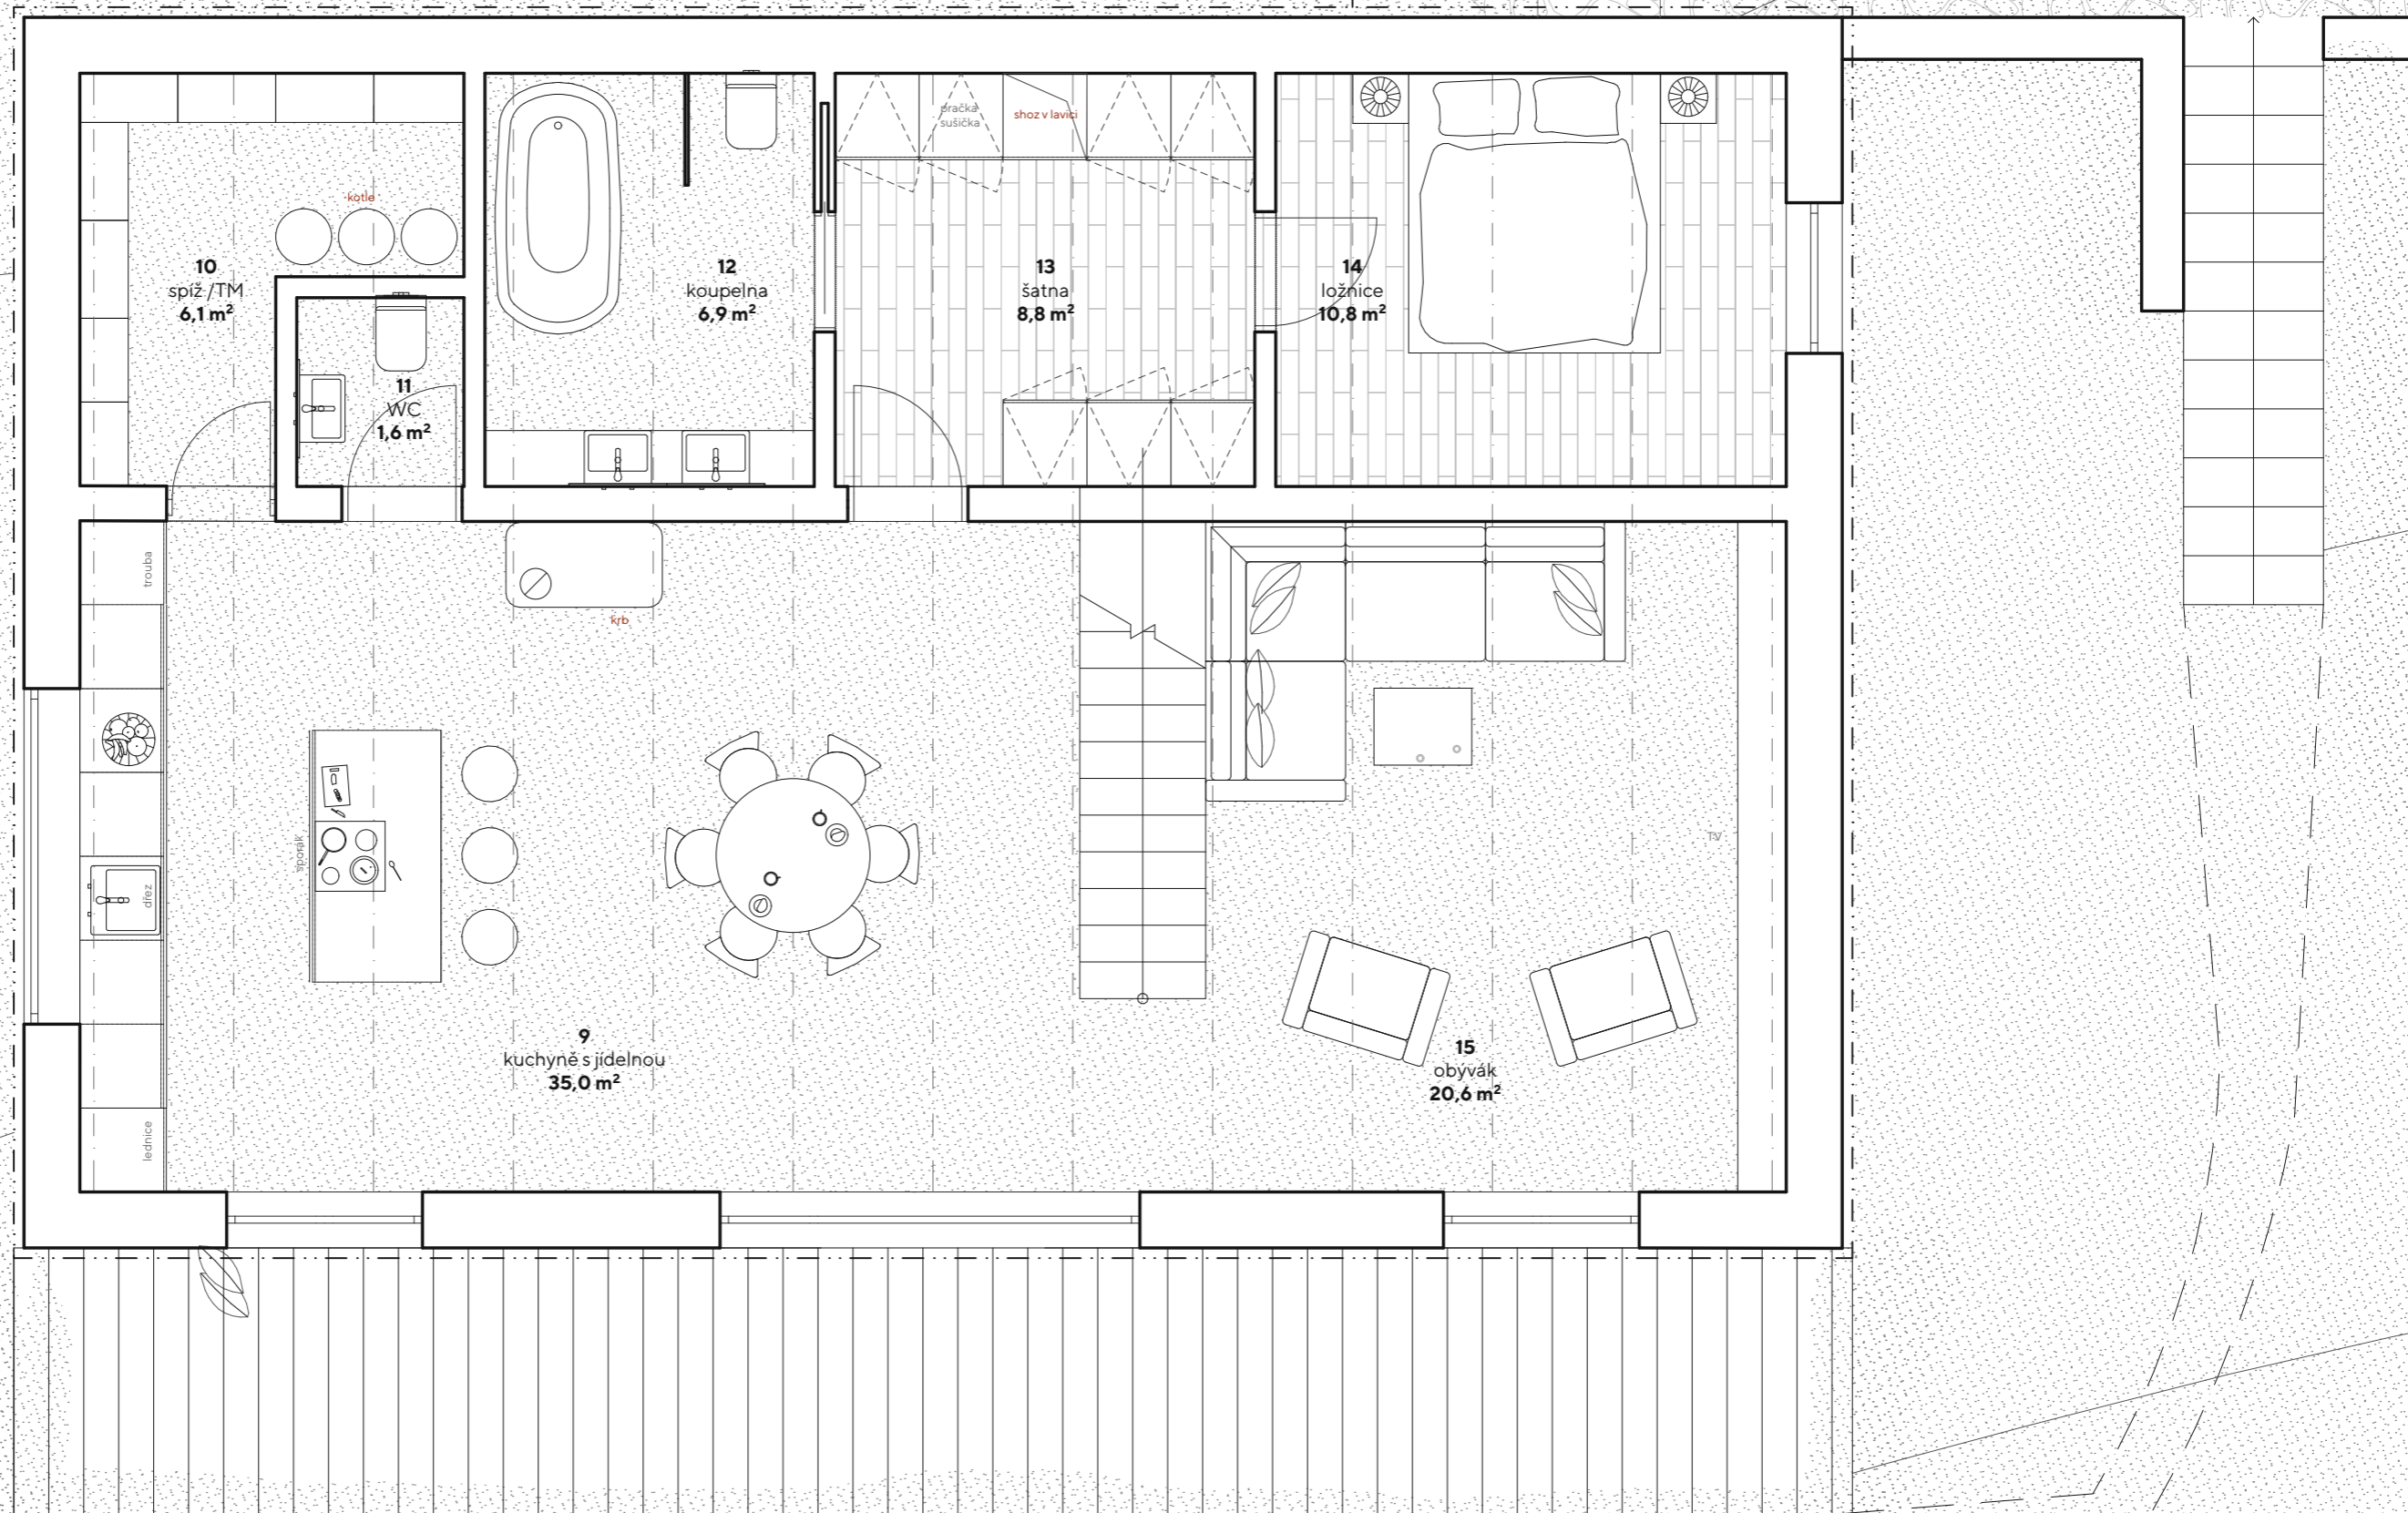 pračka
sušička
shoz v lavici
kotle
10
spíž /TM
6,1 m²
12
koupelna
6,9 m²
13
šatna
8,8 m²
14
ložnice
10,8 m²
11
WC
1,6 m²
trouba
krb
sporák
dřez
TV
9
kuchyně s jídelnou
35,0 m²
15
obývák
20,6 m²
lednice